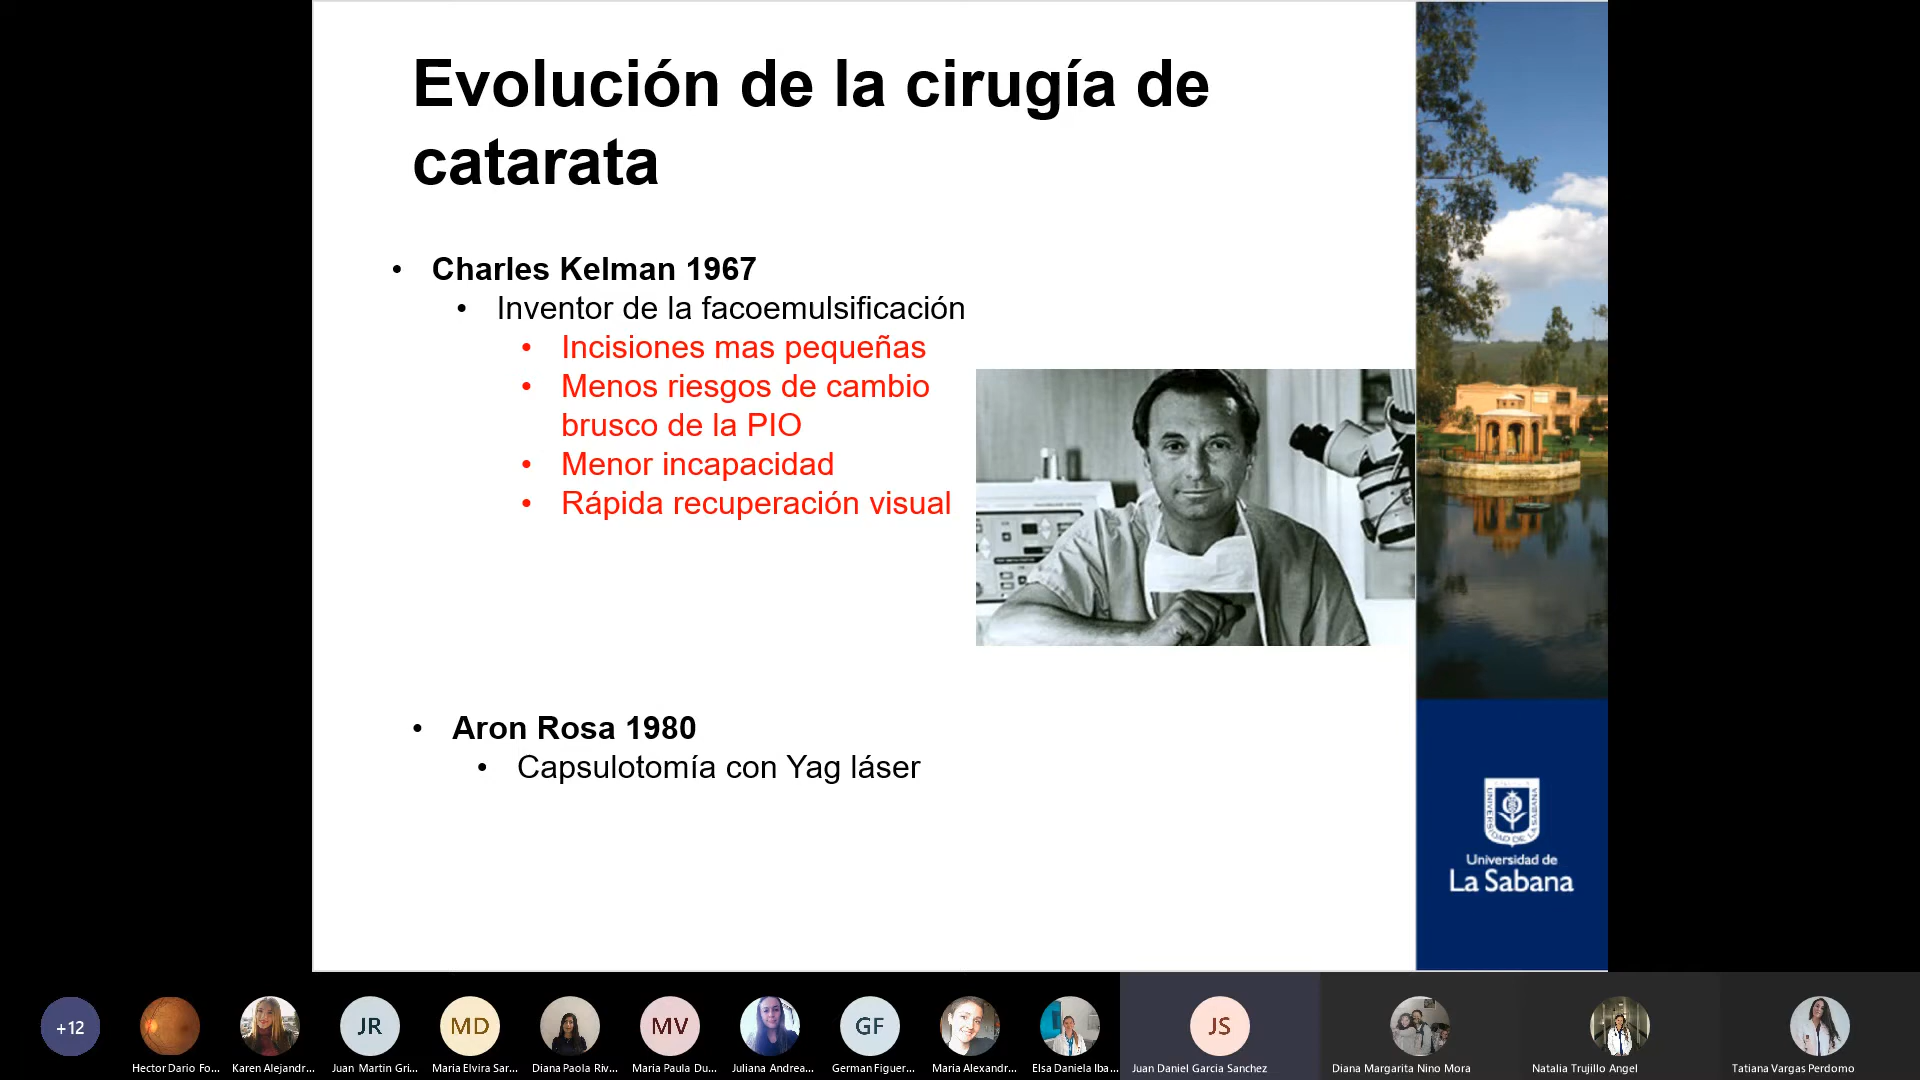 Evolución de la cirugía de
catarata
• Charles Kelman 1967
• Inventor de la facoemulsificación
• Incisiones mas pequeñas
• Menos riesgos de cambio
brusco de la PIO
• Menor incapacidad
• Rápida recuperación visual
• Aron Rosa 1980
• Capsulotomía con Yag láser
UNIVERSIDAD DE LA SABANA
Universidad de
La Sabana
+12
JR
MD
MV
GF
JS
Hector Dario Fo...
Karen Alejandr...
Juan Martin Gri...
Maria Elvira Sar...
Diana Paola Riv...
Maria Paula Du...
Juliana Andrea...
German Figuer...
Maria Alexandr...
Elsa Daniela Iba...
Juan Daniel Garcia Sanchez
Diana Margarita Nino Mora
Natalia Trujillo Angel
Tatiana Vargas Perdomo